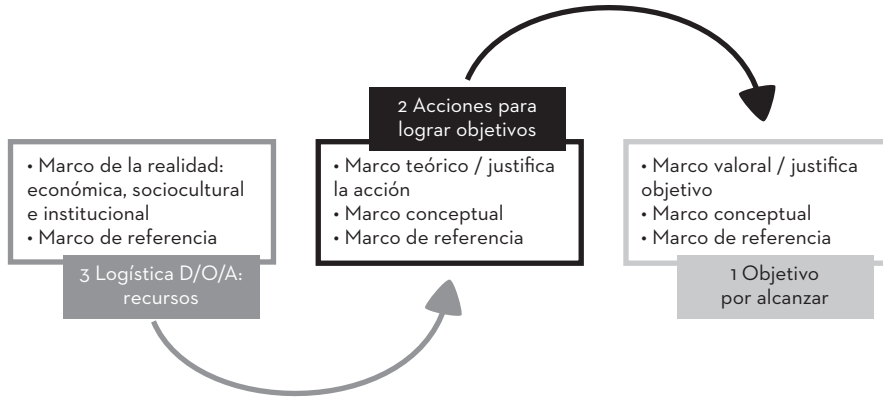 • Marco de la realidad:
económica, sociocultural
e institucional
• Marco de referencia
3 Logística D/O/A:
recursos
2 Acciones para
lograr objetivos
• Marco teórico / justifica
la acción
• Marco conceptual
• Marco de referencia
• Marco valoral / justifica
objetivo
• Marco conceptual
• Marco de referencia
1 Objetivo
por alcanzar